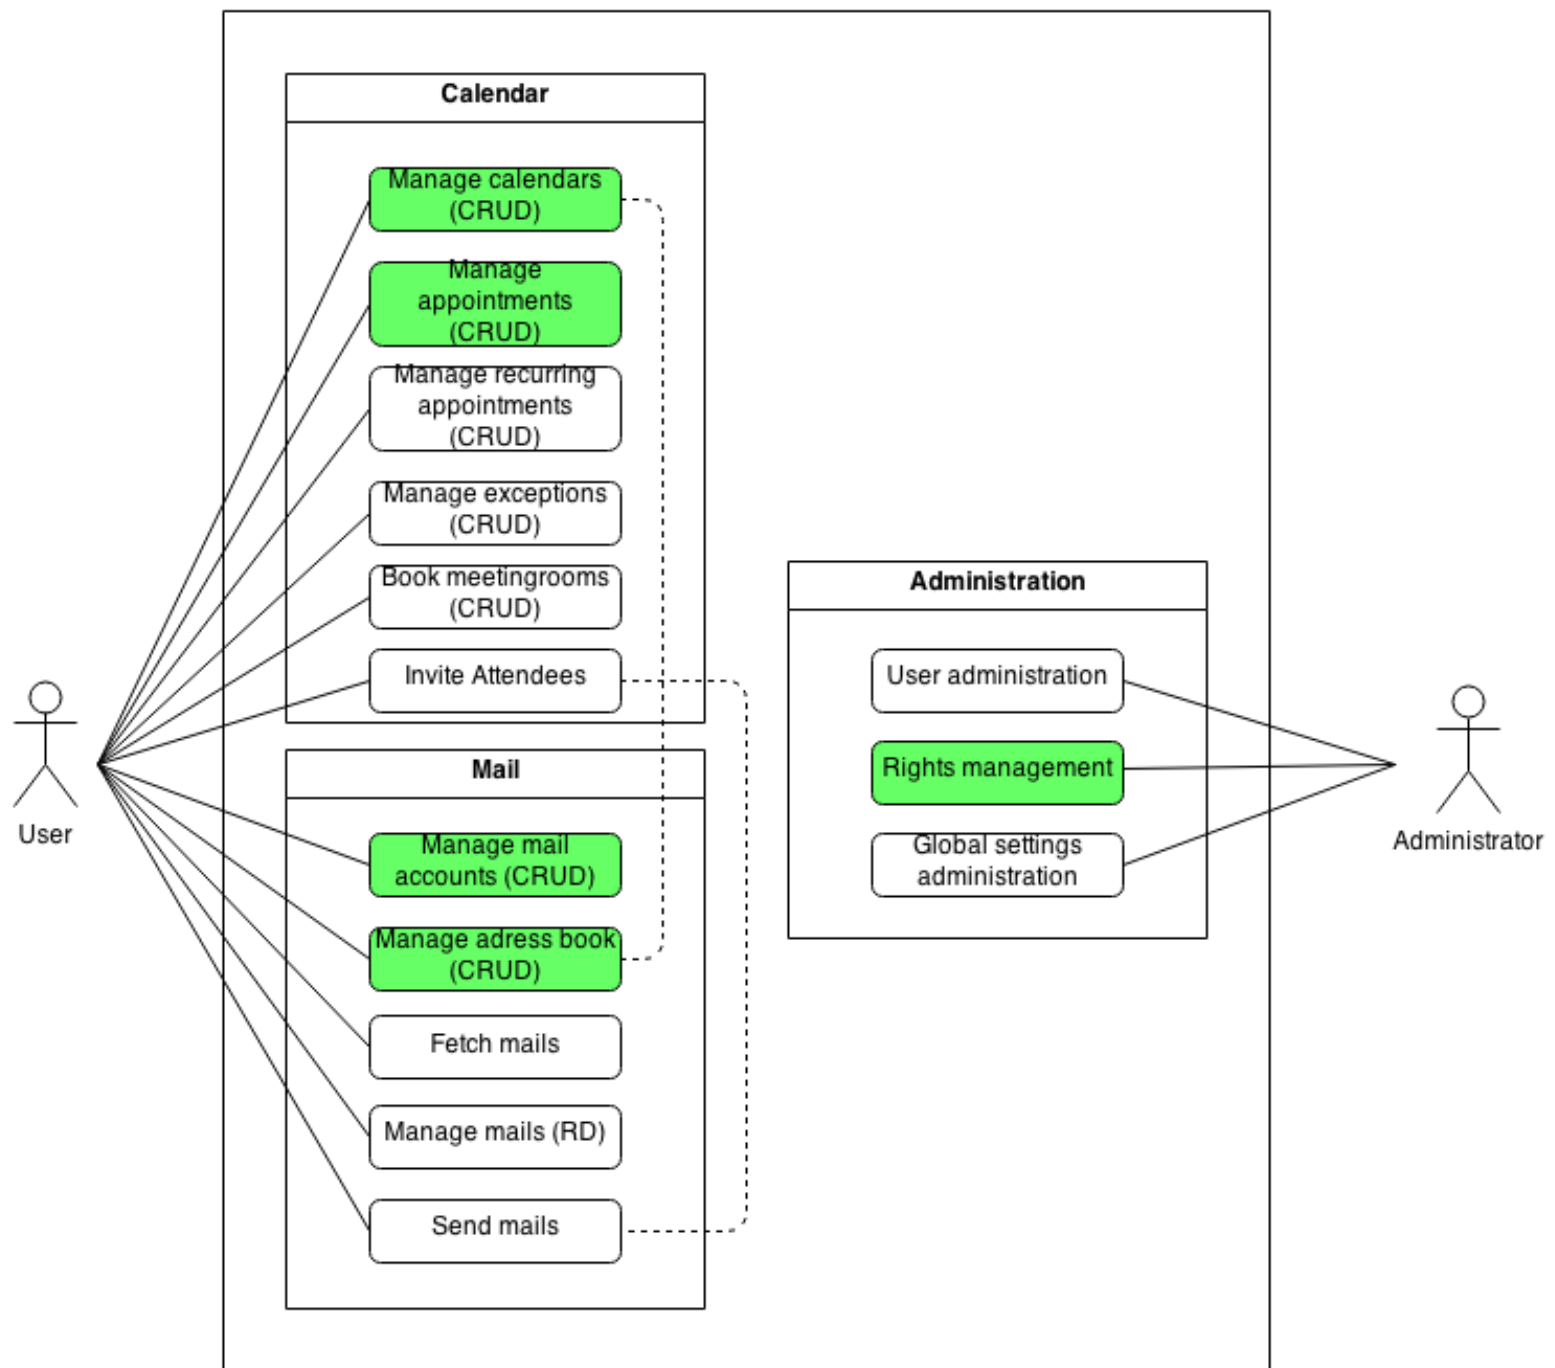 Calendar
Manage calendars
(CRUD)
Manage
appointments
(CRUD)
Manage recurring
appointments
(CRUD)
Manage exceptions
(CRUD)
Book meetingrooms
(CRUD)
Invite Attendees
Mail
Manage mail
accounts (CRUD)
Manage adress book
(CRUD)
Fetch mails
Manage mails (RD)
Send mails
User
Administration
User administration
Rights management
Global settings
administration
Administrator